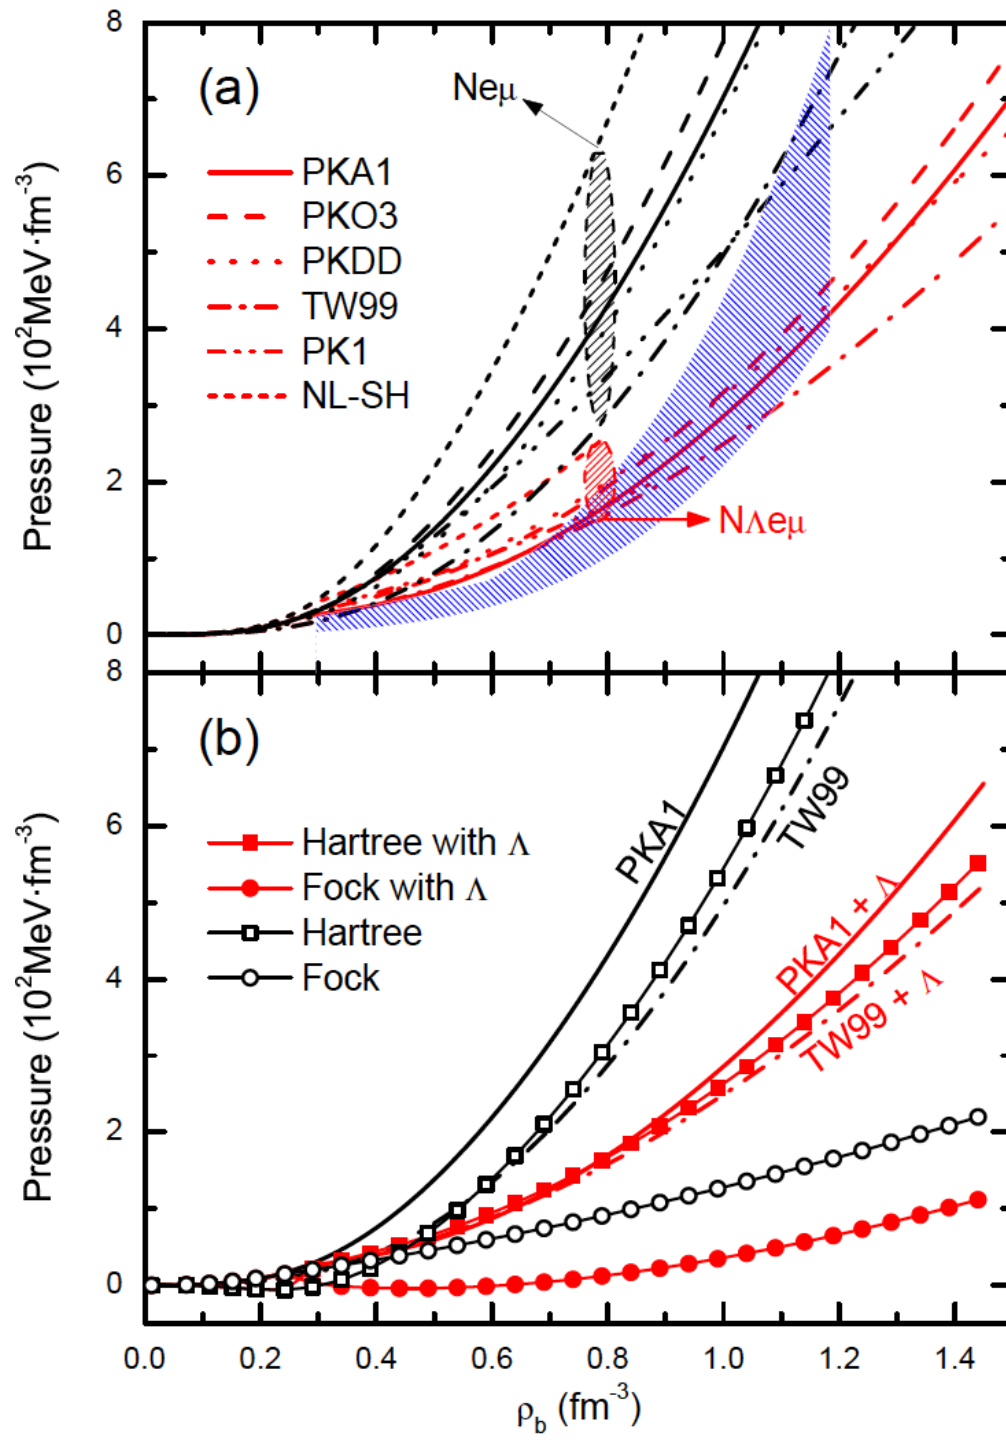 8
(a)
Neμ
6
PKA1
PKO3
PKDD
TW99
PK1
NL-SH
4
2
NΛeμ
0
Pressure (10²MeV·fm⁻³)
8
(b)
6
PKA1
TW99
Hartree with Λ
Fock with Λ
Hartree
Fock
PKA1 + Λ
TW99 + Λ
4
2
0
Pressure (10²MeV·fm⁻³)
0.0 0.2 0.4 0.6 0.8 1.0 1.2 1.4
ρ_b (fm⁻³)